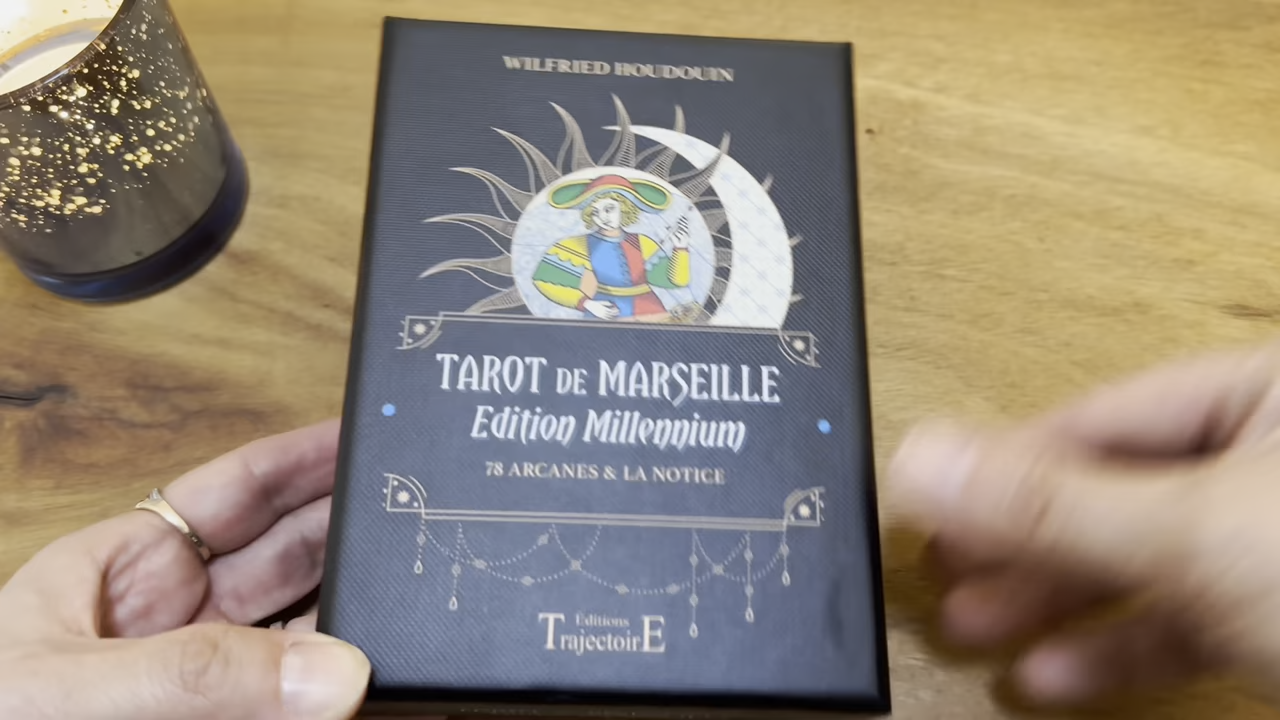 WILFRIED HOUDOUIN
TAROT DE MARSEILLE
Edition Millennium
78 ARCANES & LA NOTICE
Éditions
TrajectoirE